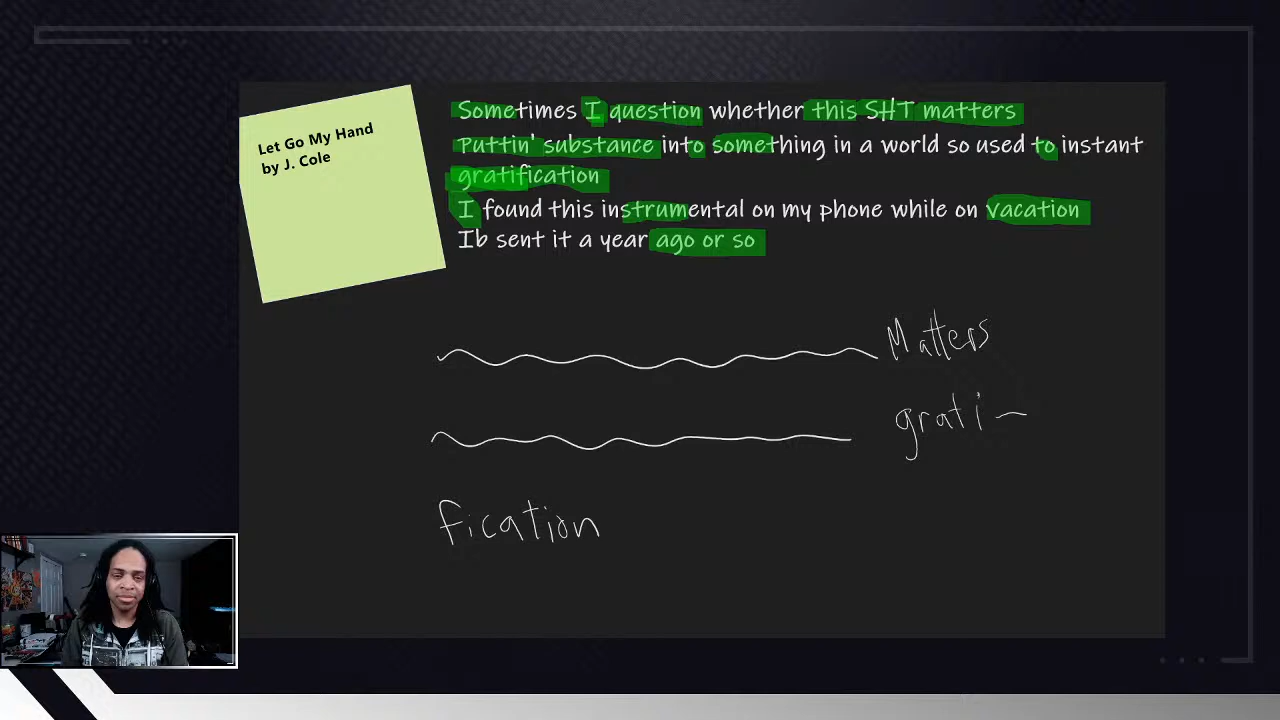 Let Go My Hand
by J. Cole
Sometimes I question whether this SHT matters
Puttin' substance into something in a world so used to instant
gratification
I found this instrumental on my phone while on vacation
Ib sent it a year ago or so
Matters
grati-
fication